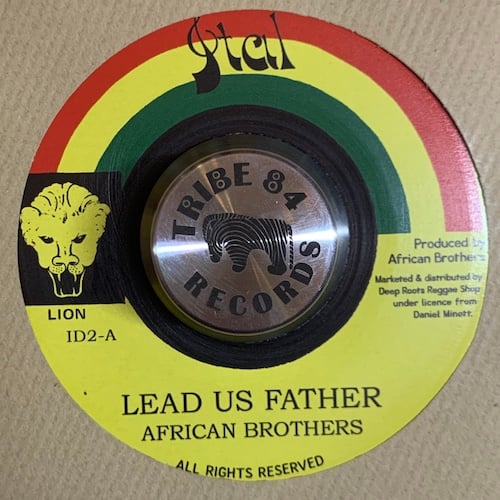 Ital
TRIBE 84
RECORDS
LION
ID2-A
Produced by
African Brothers
Marketed & distributed by
Deep Roots Reggae Shop
under licence from
Daniel Minott.
LEAD US FATHER
AFRICAN BROTHERS
ALL RIGHTS RESERVED